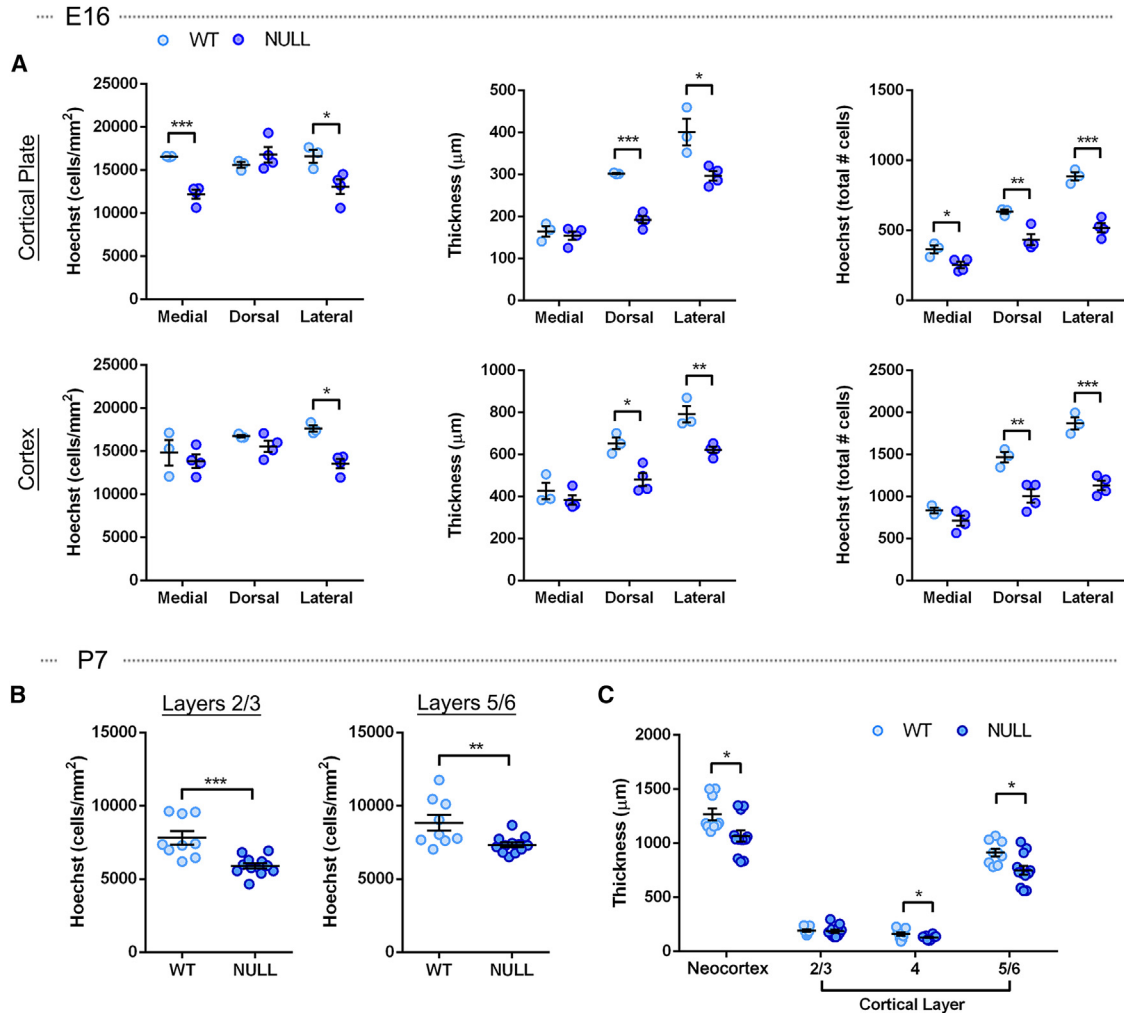 E16
WT NULL
A
Cortical Plate
Hoechst (cells/mm²)
25000
20000
15000
10000
5000
0
***
*
Medial Dorsal Lateral
Thickness (µm)
500
400
300
200
100
0
***
*
Medial Dorsal Lateral
Hoechst (total # cells)
1500
1000
500
0
*
**
***
Medial Dorsal Lateral
Cortex
Hoechst (cells/mm²)
25000
20000
15000
10000
5000
0
*
Medial Dorsal Lateral
Thickness (µm)
1000
800
600
400
200
0
*
**
Medial Dorsal Lateral
Hoechst (total # cells)
2500
2000
1500
1000
500
0
**
***
Medial Dorsal Lateral
P7
B
Layers 2/3
Hoechst (cells/mm²)
15000
10000
5000
0
***
WT NULL
Layers 5/6
Hoechst (cells/mm²)
15000
10000
5000
0
**
WT NULL
C
WT NULL
Thickness (µm)
2000
1500
1000
500
0
*
*
*
Neocortex 2/3 4 5/6
Cortical Layer